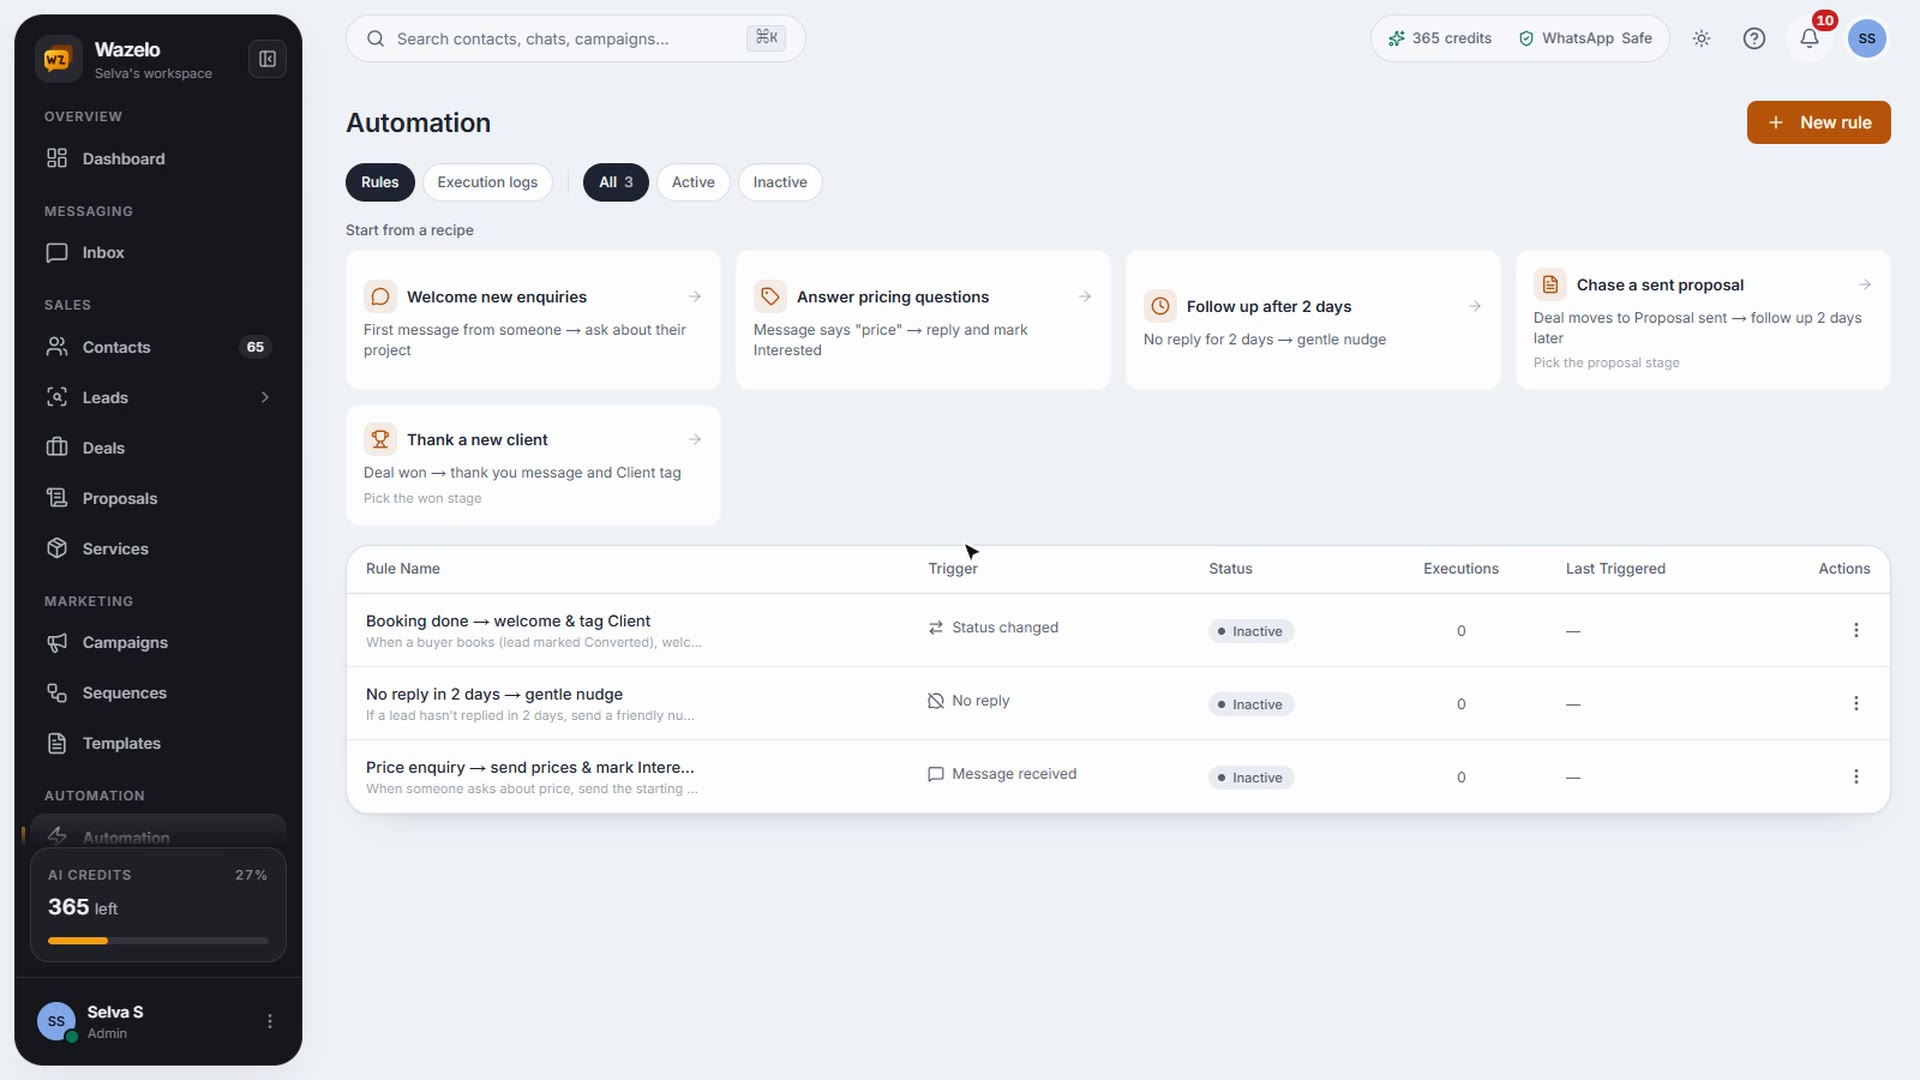 WZ
Wazelo
Selva's workspace
OVERVIEW
Dashboard
MESSAGING
Inbox
SALES
Contacts 65
Leads
Deals
Proposals
Services
MARKETING
Campaigns
Sequences
Templates
AUTOMATION
Automation
AI CREDITS 27%
365 left
SS
Selva S
Admin
Search contacts, chats, campaigns... ⌘K
365 credits WhatsApp Safe 10 SS
Automation
New rule
Rules Execution logs All 3 Active Inactive
Start from a recipe
Welcome new enquiries
First message from someone → ask about their
project
Answer pricing questions
Message says "price" → reply and mark
Interested
Follow up after 2 days
No reply for 2 days → gentle nudge
Chase a sent proposal
Deal moves to Proposal sent → follow up 2 days
later
Pick the proposal stage
Thank a new client
Deal won → thank you message and Client tag
Pick the won stage
Rule Name Trigger Status Executions Last Triggered Actions
Booking done → welcome & tag Client
When a buyer books (lead marked Converted), welc...
Status changed Inactive 0 —
No reply in 2 days → gentle nudge
If a lead hasn't replied in 2 days, send a friendly nu...
No reply Inactive 0 —
Price enquiry → send prices & mark Intere...
When someone asks about price, send the starting ...
Message received Inactive 0 —